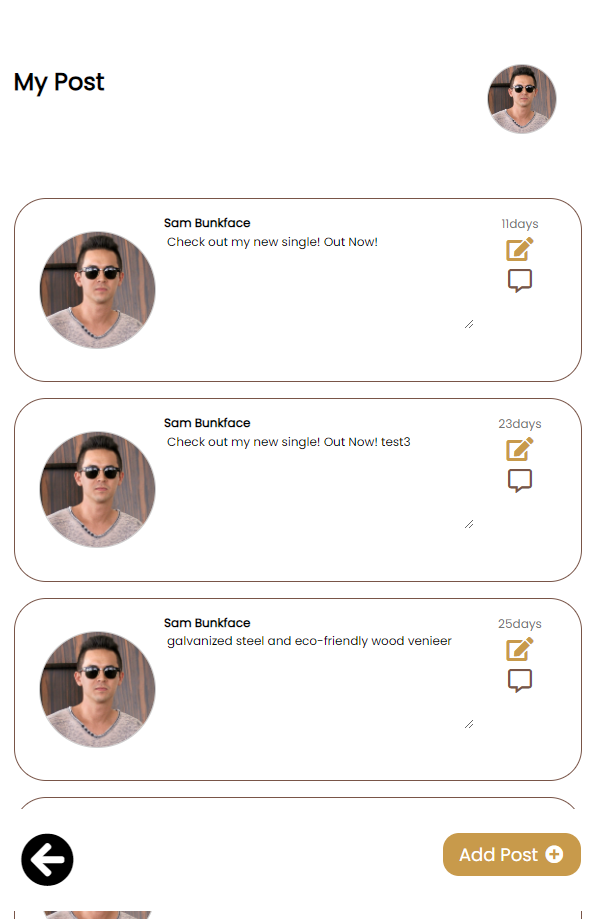 My Post
Sam Bunkface
11days
Check out my new single! Out Now!
Sam Bunkface
23days
Check out my new single! Out Now! test3
Sam Bunkface
25days
galvanized steel and eco-friendly wood venieer
Add Post